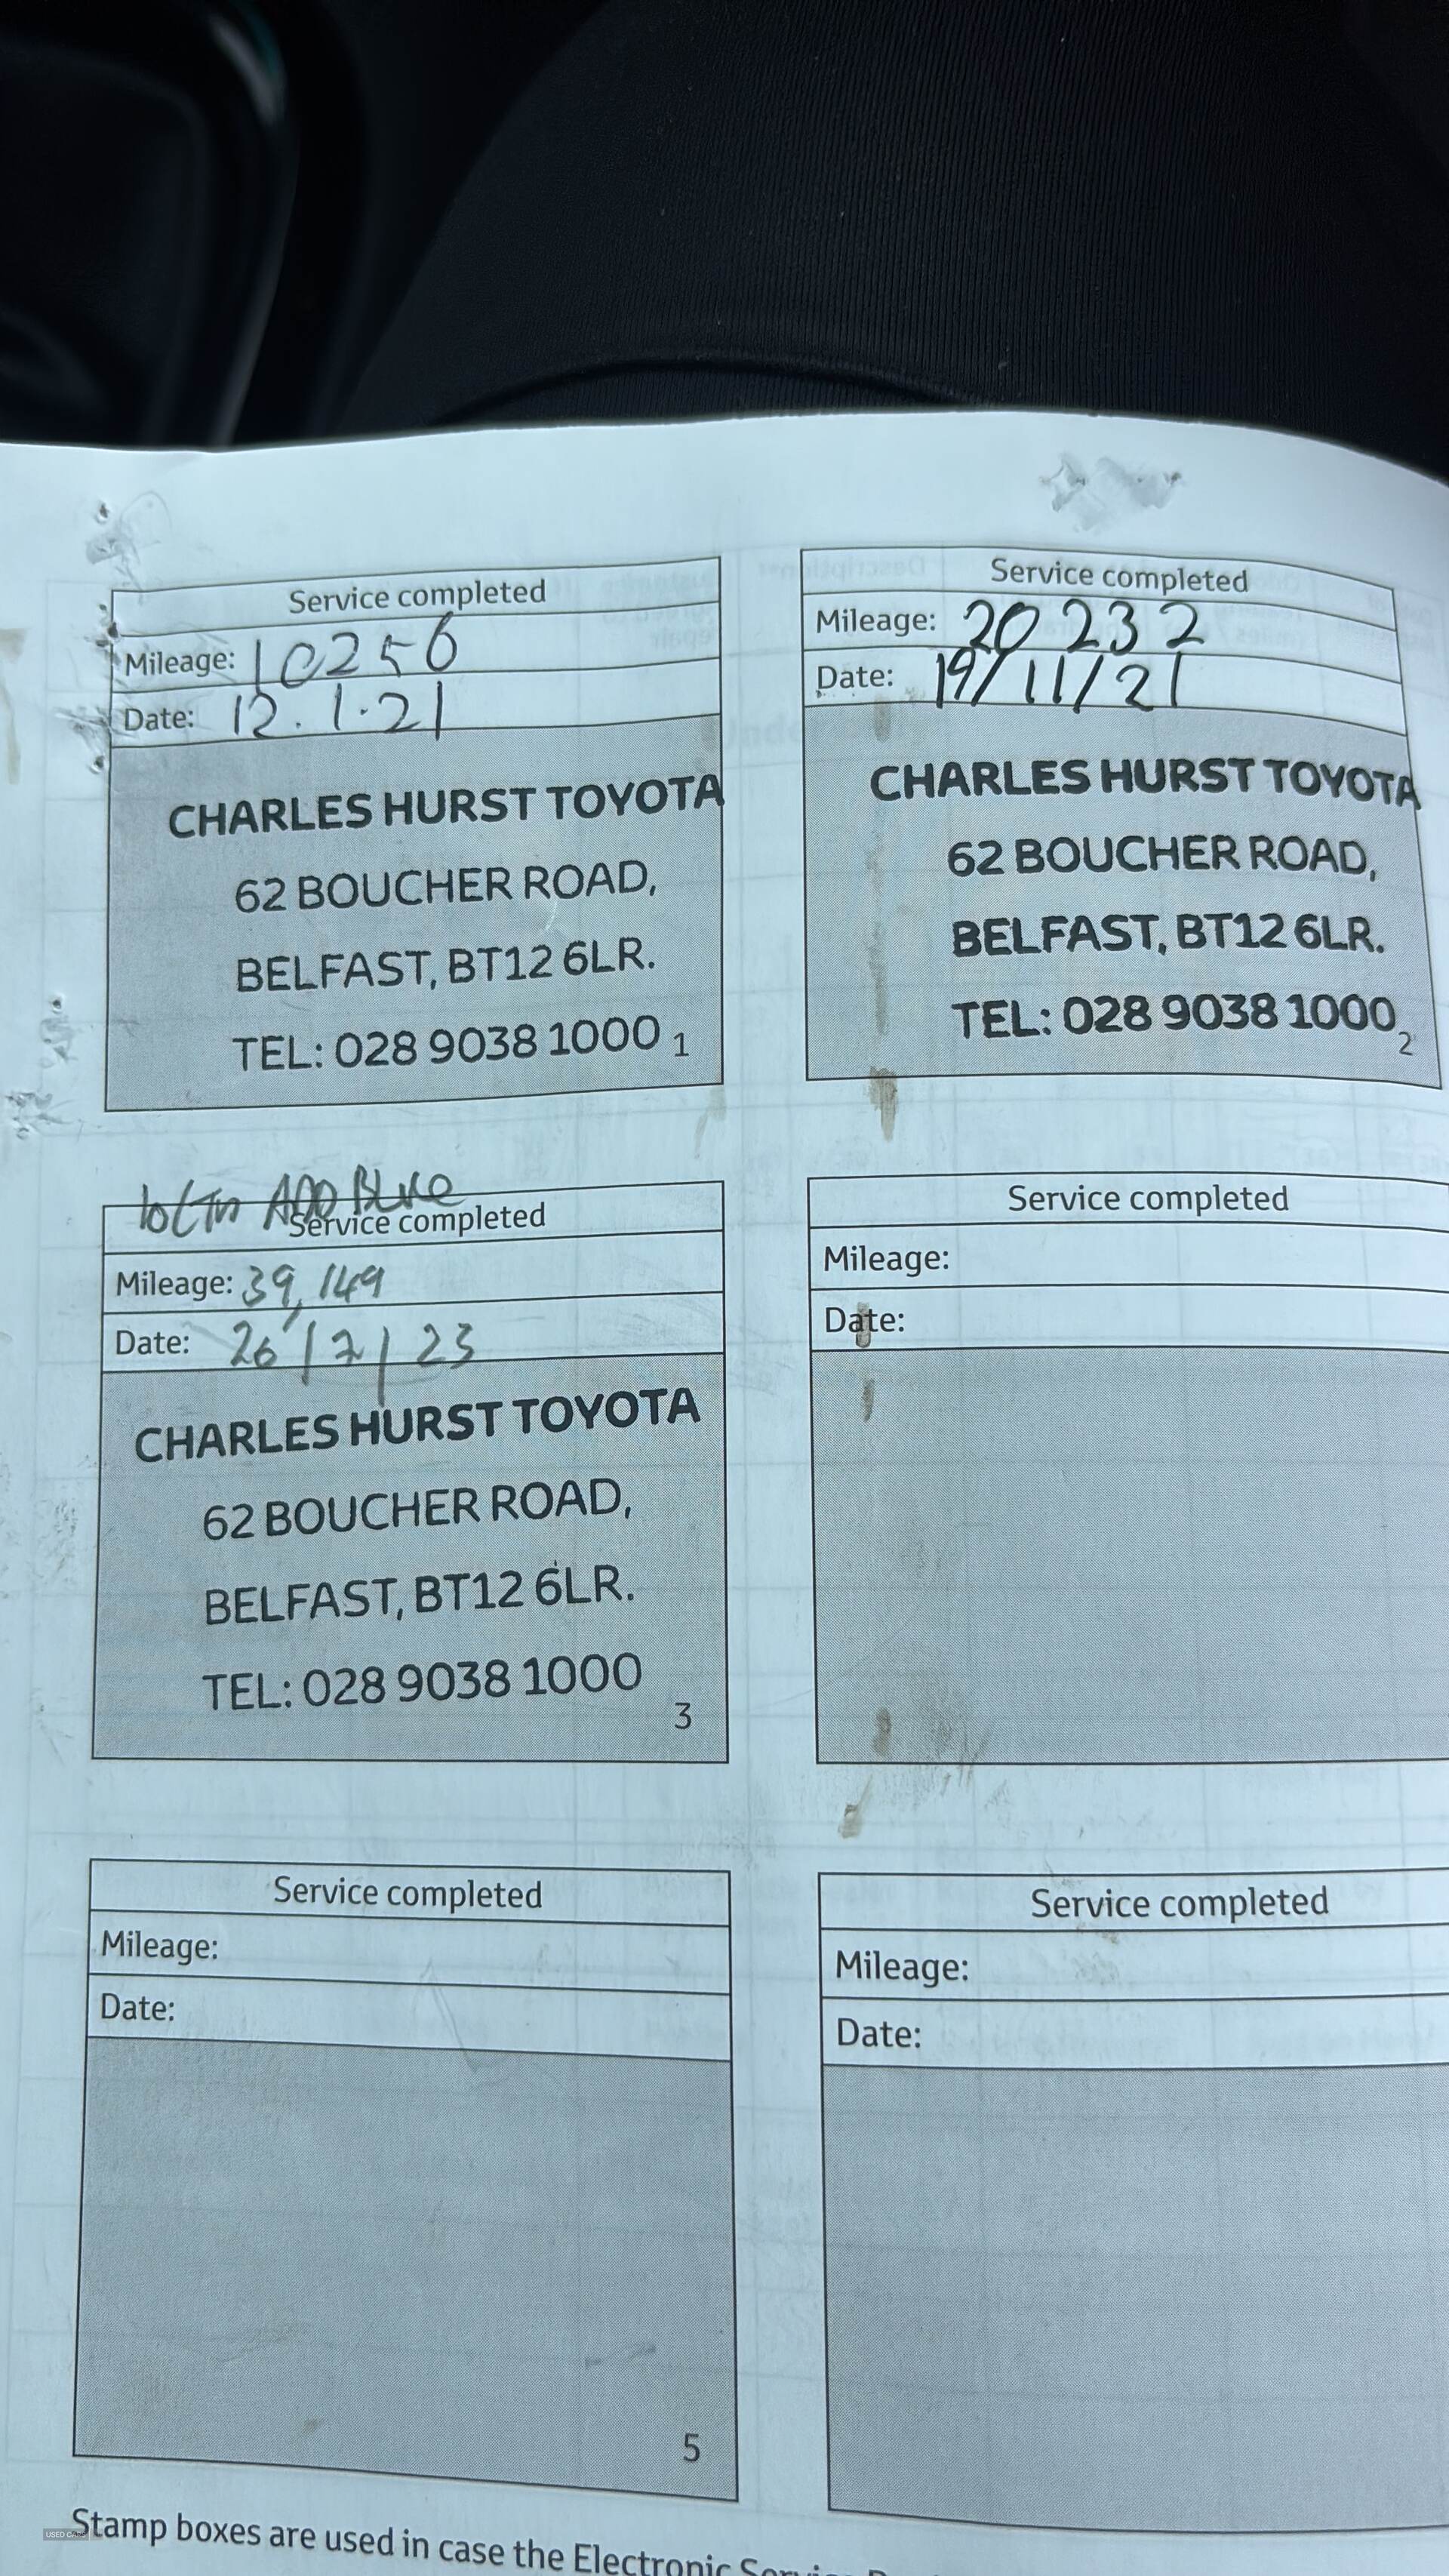 Service completed
Mileage: 10256
Date: 12.1.21
CHARLES HURST TOYOTA
62 BOUCHER ROAD,
BELFAST, BT12 6LR.
TEL: 028 9038 1000
1
Service completed
Mileage: 20 232
Date: 19/11/21
CHARLES HURST TOYOTA
62 BOUCHER ROAD,
BELFAST, BT12 6LR.
TEL: 028 9038 1000
2
Service completed
Mileage: 39,149
Date: 26/7/23
CHARLES HURST TOYOTA
62 BOUCHER ROAD,
BELFAST, BT12 6LR.
TEL: 028 9038 1000
3
Service completed
Mileage:
Date:
Service completed
Mileage:
Date:
5
Service completed
Mileage:
Date:
Stamp boxes are used in case the Electronic
USED